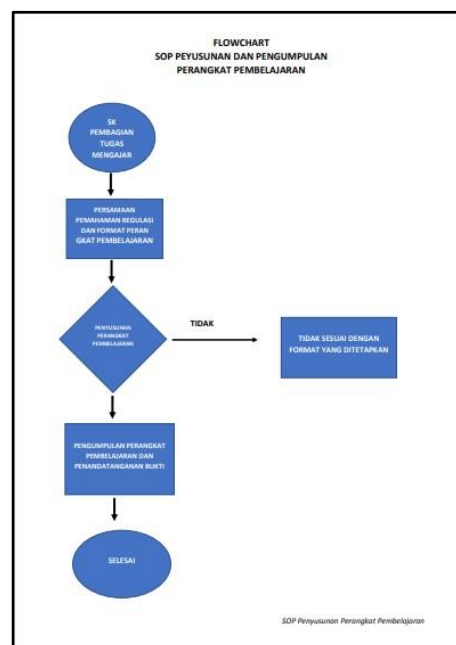 FLOWCHART
SOP PEYUSUNAN DAN PENGUMPULAN
PERANGKAT PEMBELAJARAN
SK
PEMBAGIAN
TUGAS
MENGAJAR
PERSAMAAN
PEMAHAMAN REGULASI
DAN FORMAT PERAN
GKAT PEMBELAJARAN
PENYUSUNAN
PERANGKAT
PEMBELAJARAN
TIDAK
TIDAK SESUAI DENGAN
FORMAT YANG DITETAPKAN
PENGUMPULAN PERANGKAT
PEMBELAJARAN DAN
PENANDATANGANAN BUKTI
SELESAI
SOP Penyusunan Perangkat Pembelajaran